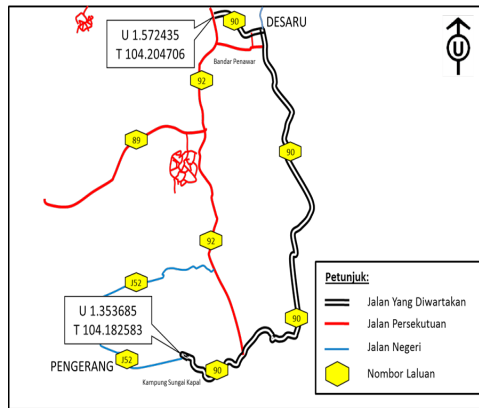 90
DESARU
U 1.572435
T 104.204706
Bandar Penawar
92
89
90
92
J52
U 1.353685
T 104.182583
90
PENGERANG
J52
90
Kampung Sungai Kapal
U
Petunjuk:
Jalan Yang Diwartakan
Jalan Persekutuan
Jalan Negeri
Nombor Laluan